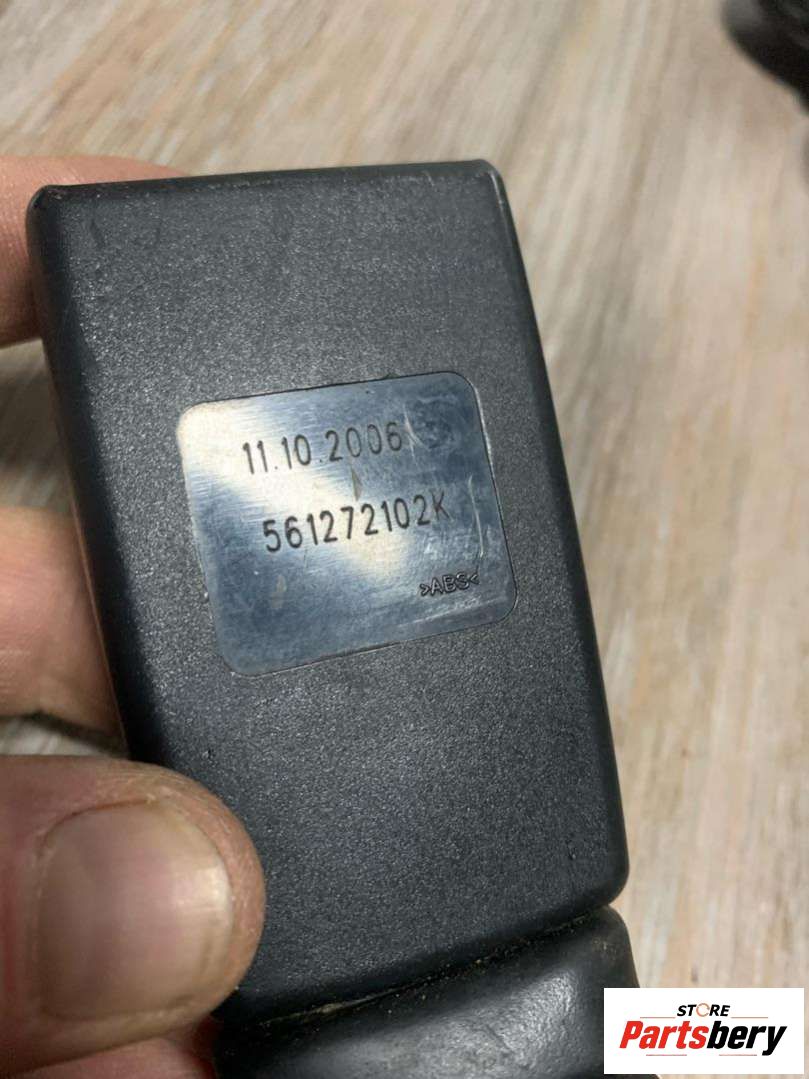 11.10.2006
561272102K
>ABS<
STORE
Partsbery